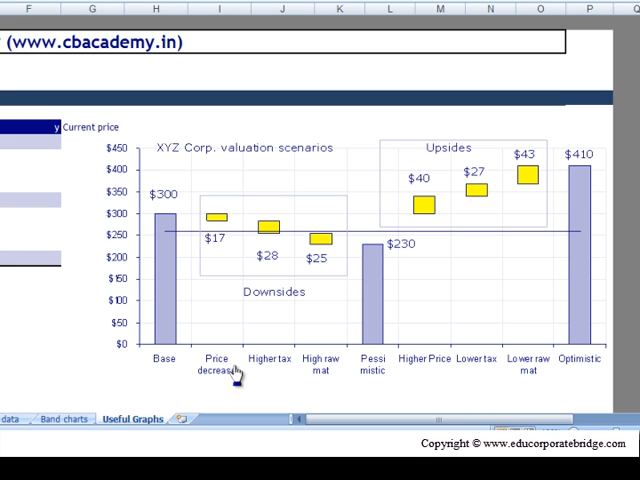 F G H I J K L M N O P Q
(www.cbacademy.in)
y Current price
XYZ Corp. valuation scenarios
Upsides
$450
$400
$350
$300
$250
$200
$150
$100
$50
$0
$300
$17
$28
$25
Downsides
$230
$40
$27
$43
$410
Base
Price decrease
Higher tax
High raw mat
Pessi mistic
Higher Price
Lower tax
Lower raw mat
Optimistic
data Band charts Useful Graphs
Copyright © www.educorporatebridge.com